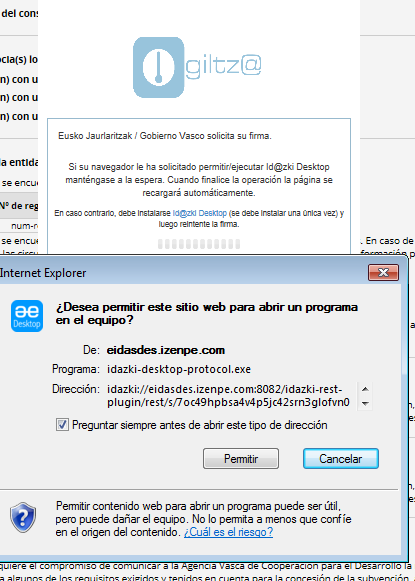 del cons
giltz@
ocia(s) lo
n) con u
n) con u
n) con u
Eusko Jaurlaritzak / Gobierno Vasco solicita su firma.
la entida
Si su navegador le ha solicitado permitir/ejecutar Id@zki Desktop
manténgase a la espera. Cuando finalice la operación la página se
recargará automáticamente.
se encue
Nº de reg
En caso contrario, debe instalarse Id@zki Desktop (se debe instalar una única vez) y
luego reintente la firma.
num-re
se encue
. En caso de
las circu
formación p
Internet Explorer
ae
Desktop
¿Desea permitir este sitio web para abrir un programa
en el equipo?
De: eidasdes.izenpe.com
Programa: idazki-desktop-protocol.exe
Dirección: idazki://eidasdes.izenpe.com:8082/idazki-rest-
plugin/rest/s/7oc49hpbsa4v4p5jc42srn3glofvn0
Preguntar siempre antes de abrir este tipo de dirección
Permitir Cancelar
Permitir contenido web para abrir un programa puede ser útil,
pero puede dañar el equipo. No lo permita a menos que confíe
en el origen del contenido. ¿Cuál es el riesgo?
quiere el compromiso de comunicar a la Agencia Vasca de Cooperación para el Desarrollo la
a algunos de los requisitos exigidos y tenidos en cuenta para la concesión de la subvención